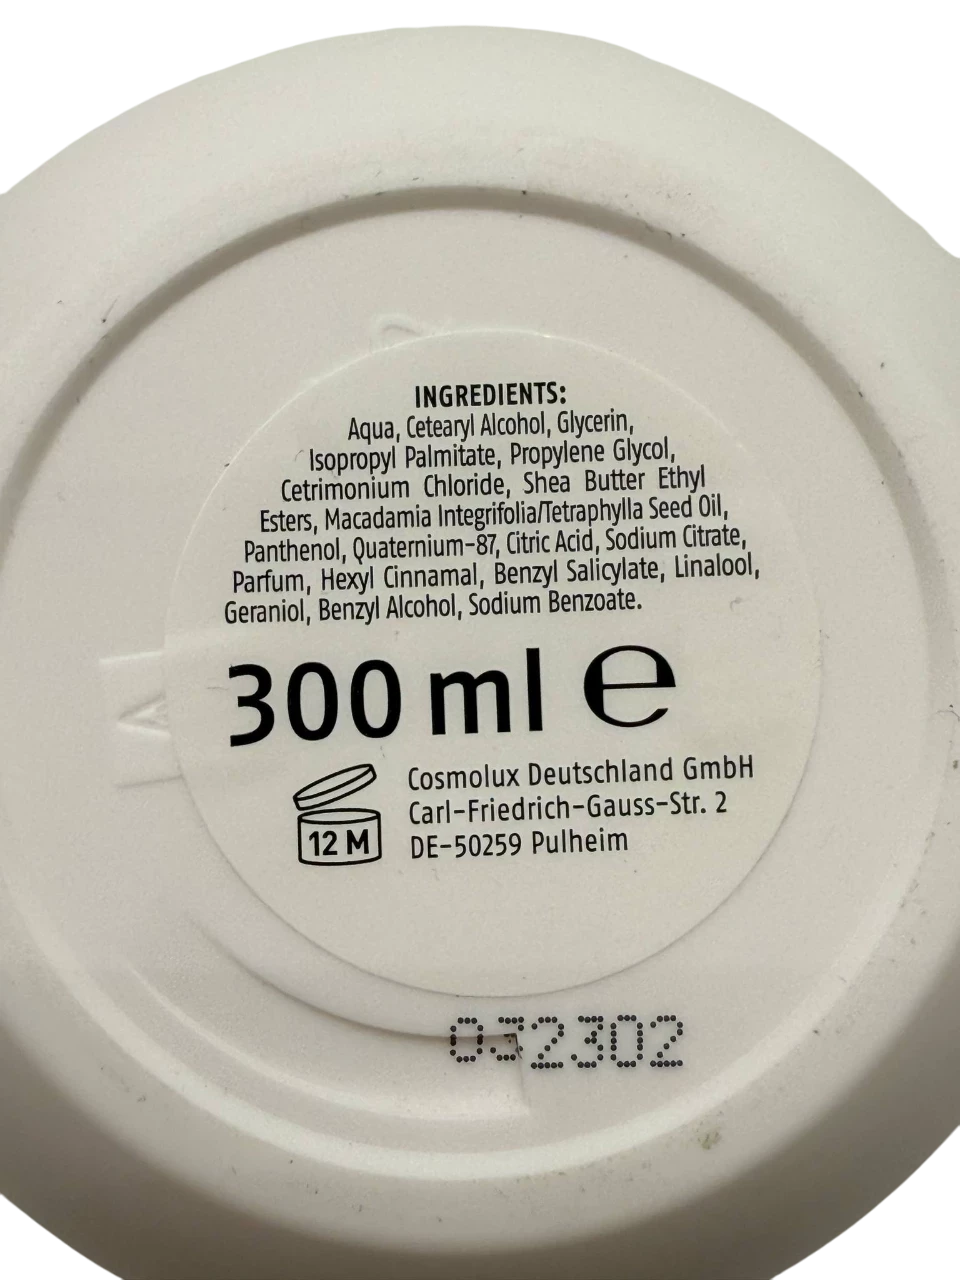 INGREDIENTS:
Aqua, Cetearyl Alcohol, Glycerin,
Isopropyl Palmitate, Propylene Glycol,
Cetrimonium Chloride, Shea Butter Ethyl
Esters, Macadamia Integrifolia/Tetraphylla Seed Oil,
Panthenol, Quaternium-87, Citric Acid, Sodium Citrate,
Parfum, Hexyl Cinnamal, Benzyl Salicylate, Linalool,
Geraniol, Benzyl Alcohol, Sodium Benzoate.
300 ml e
12 M
Cosmolux Deutschland GmbH
Carl-Friedrich-Gauss-Str. 2
DE-50259 Pulheim
032302